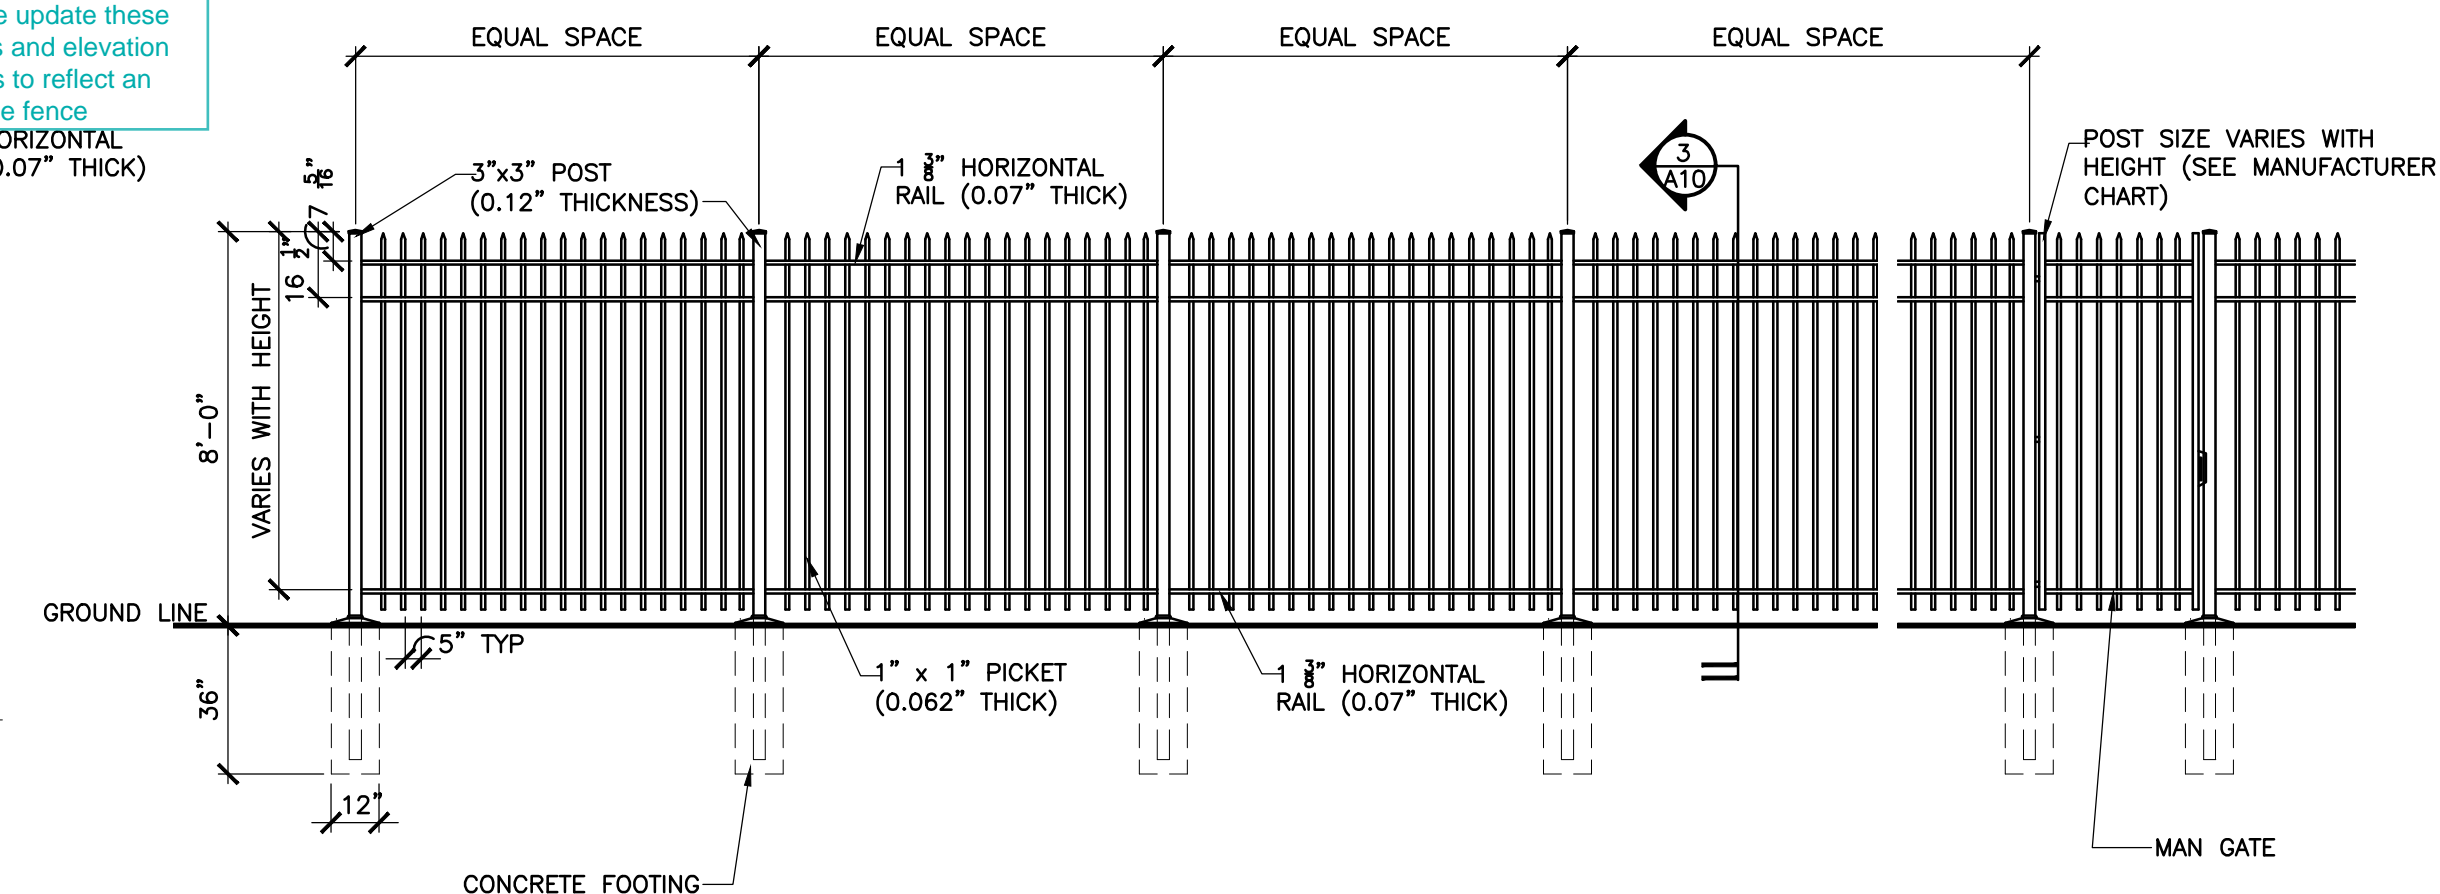 e update these
s and elevation
s to reflect an
e fence
ORIZONTAL
0.07" THICK)
EQUAL SPACE
EQUAL SPACE
EQUAL SPACE
EQUAL SPACE
3"x3" POST
(0.12" THICKNESS)
1 3/8" HORIZONTAL
RAIL (0.07" THICK)
3
A10
POST SIZE VARIES WITH
HEIGHT (SEE MANUFACTURER
CHART)
7 5/16"
16 1/2"
VARIES WITH HEIGHT
8'-0"
GROUND LINE
5" TYP
36"
12"
1" x 1" PICKET
(0.062" THICK)
1 3/8" HORIZONTAL
RAIL (0.07" THICK)
MAN GATE
CONCRETE FOOTING